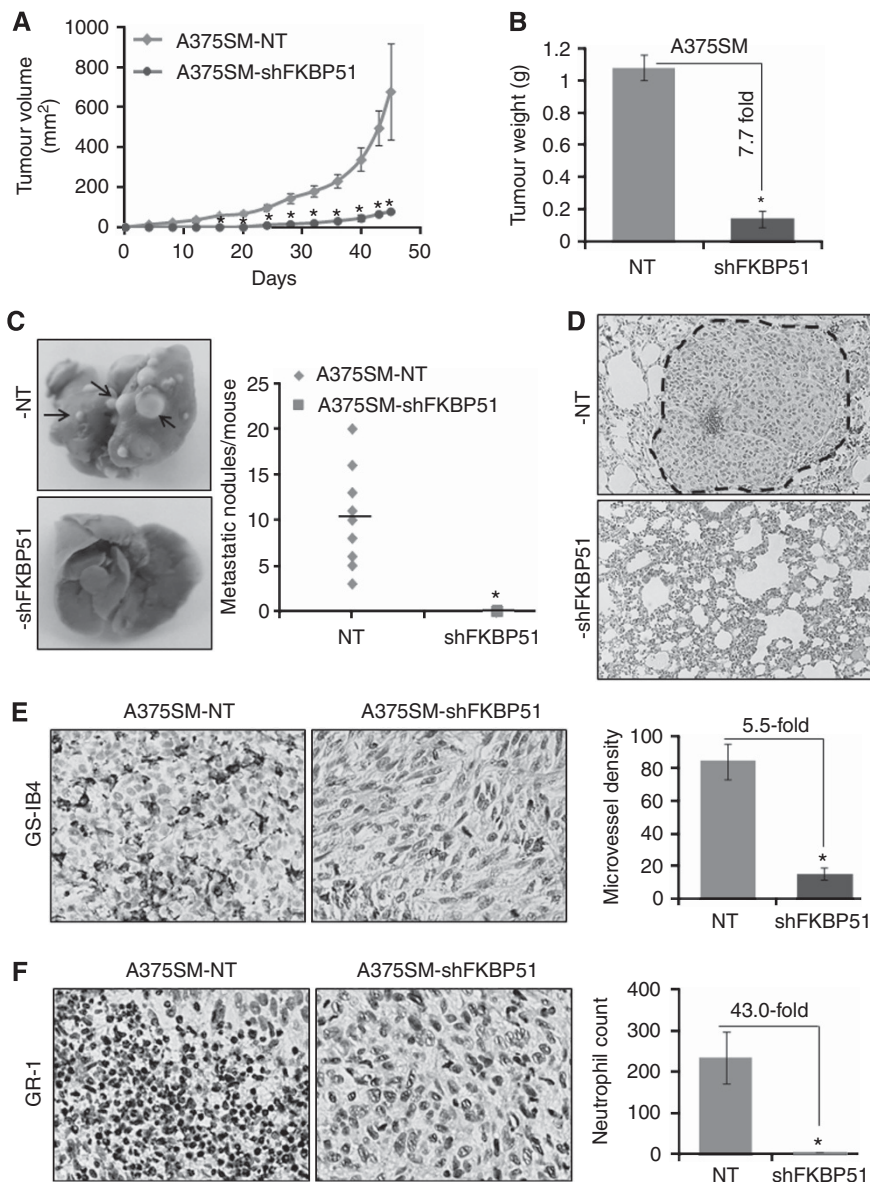 A
1000
800
600
400
200
0
Tumour volume
(mm2)
A375SM-NT
A375SM-shFKBP51
* * * * * * * * *
0 10 20 30 40 50
Days
B
1.2
1
0.8
0.6
0.4
0.2
0
Tumour weight (g)
A375SM
7.7 fold
*
NT shFKBP51
C
-NT
-shFKBP51
25
20
15
10
5
0
Metastatic nodules/mouse
A375SM-NT
A375SM-shFKBP51
*
NT shFKBP51
D
-NT
-shFKBP51
E
A375SM-NT A375SM-shFKBP51
GS-IB4
100
80
60
40
20
0
Microvessel density
5.5-fold
*
NT shFKBP51
F
A375SM-NT A375SM-shFKBP51
GR-1
400
300
200
100
0
Neutrophil count
43.0-fold
*
NT shFKBP51